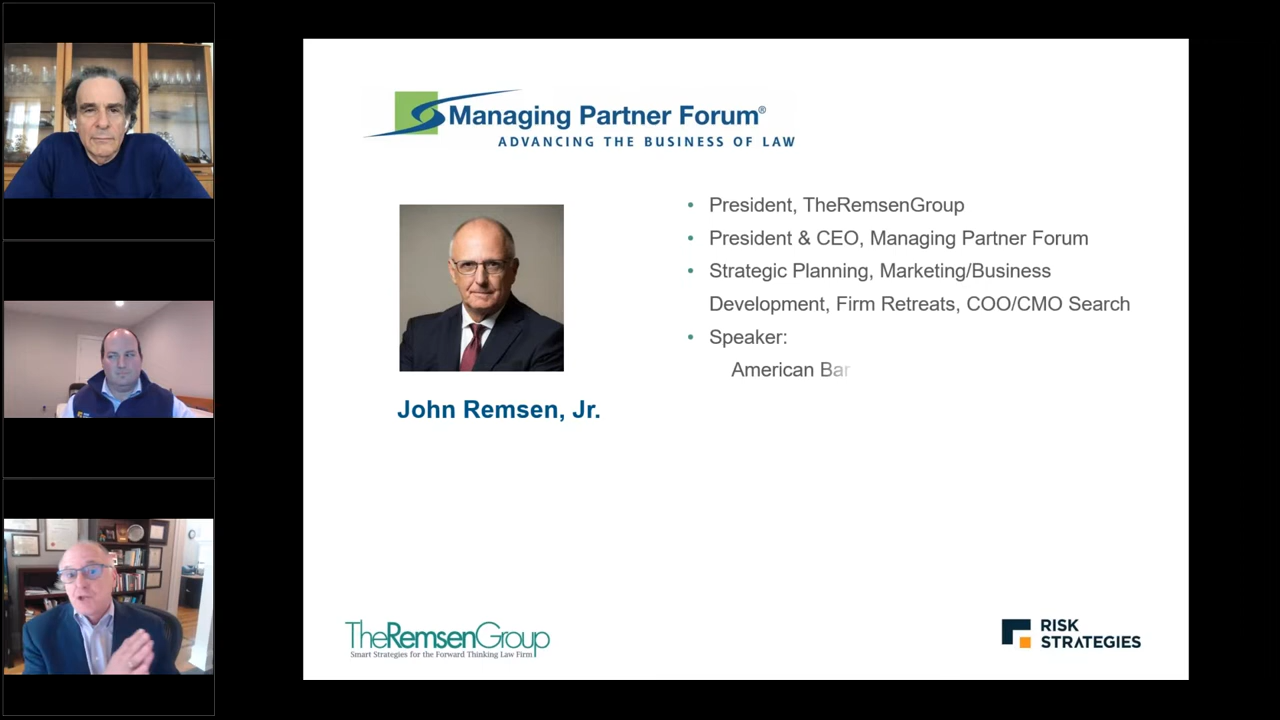 Managing Partner Forum®
ADVANCING THE BUSINESS OF LAW
• President, TheRemsenGroup
• President & CEO, Managing Partner Forum
• Strategic Planning, Marketing/Business
Development, Firm Retreats, COO/CMO Search
• Speaker:
American Bar
John Remsen, Jr.
TheRemsenGroup
Smart Strategies for the Forward Thinking Law Firm
RISK
STRATEGIES